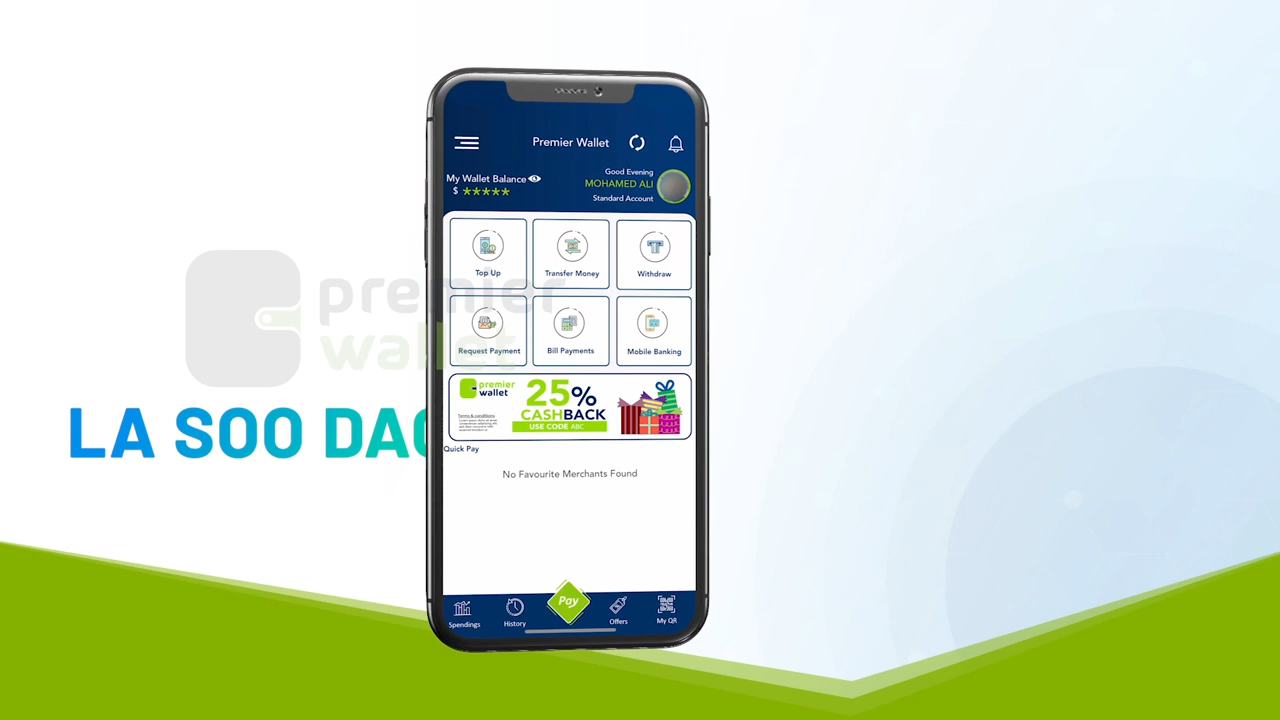 Premier Wallet
Good Evening
My Wallet Balance
MOHAMED ALI
$ *****
Standard Account
Top Up
Transfer Money
Withdraw
premier
wallet
Request Payment
Bill Payments
Mobile Banking
premier
wallet
25%
CASHBACK
USE CODE ABC
Terms & conditions
LA SOO DAG
Quick Pay
No Favourite Merchants Found
Pay
Spendings
History
Offers
My QR